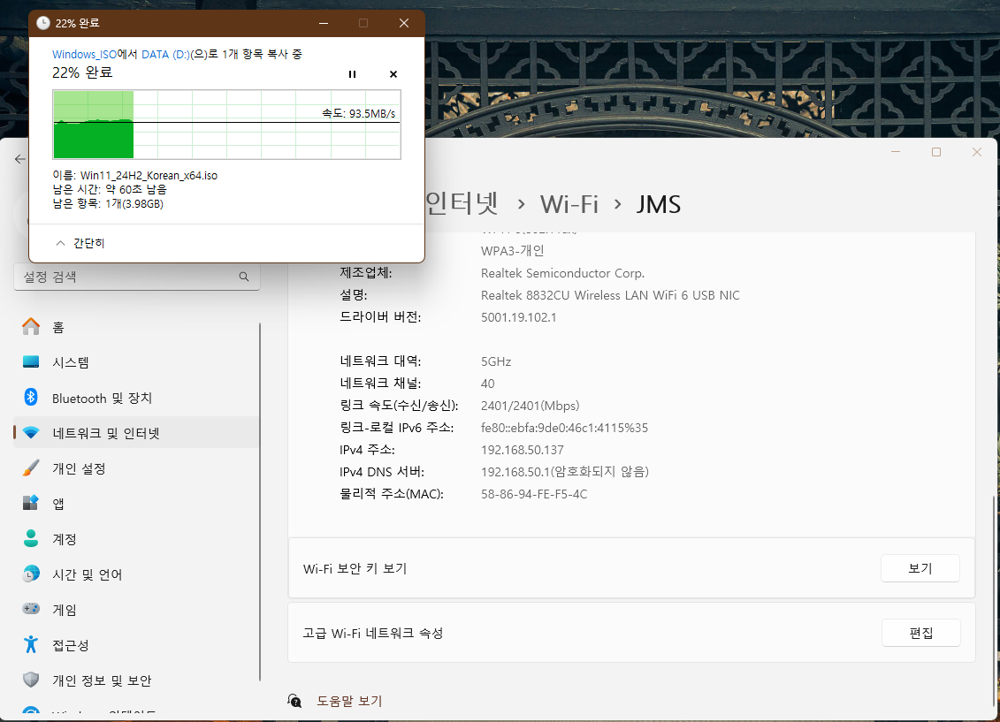 22% 완료
Windows_ISO에서 DATA (D:)(으)로 1개 항목 복사 중
22% 완료
속도: 93.5MB/s
이름: Win11_24H2_Korean_x64.iso
남은 시간: 약 60초 남음
남은 항목: 1개(3.98GB)
간단히
인터넷 › Wi-Fi › JMS
설정 검색
홈
시스템
Bluetooth 및 장치
네트워크 및 인터넷
개인 설정
앱
계정
시간 및 언어
게임
접근성
개인 정보 및 보안
WPA3-개인
제조업체: Realtek Semiconductor Corp.
설명: Realtek 8832CU Wireless LAN WiFi 6 USB NIC
드라이버 버전: 5001.19.102.1
네트워크 대역: 5GHz
네트워크 채널: 40
링크 속도(수신/송신): 2401/2401(Mbps)
링크-로컬 IPv6 주소: fe80::ebfa:9de0:46c1:4115%35
IPv4 주소: 192.168.50.137
IPv4 DNS 서버: 192.168.50.1(암호화되지 않음)
물리적 주소(MAC): 58-86-94-FE-F5-4C
Wi-Fi 보안 키 보기 보기
고급 Wi-Fi 네트워크 속성 편집
도움말 보기